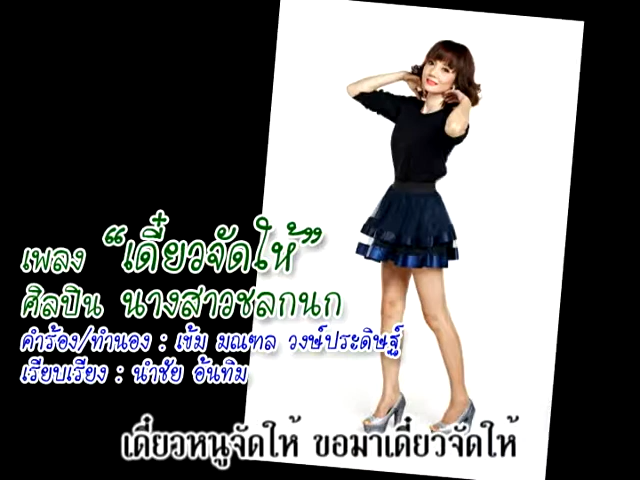 เพลง “เดี๋ยวจัดให้”
ศิลปิน นางสาวชลกนก
คำร้อง/ทำนอง : เข้ม มณฑล วงษ์ประดิษฐ์
เรียบเรียง : นำชัย อ้นทิม
เดี๋ยวหนูจัดให้ ขอมาเดี๋ยวจัดให้